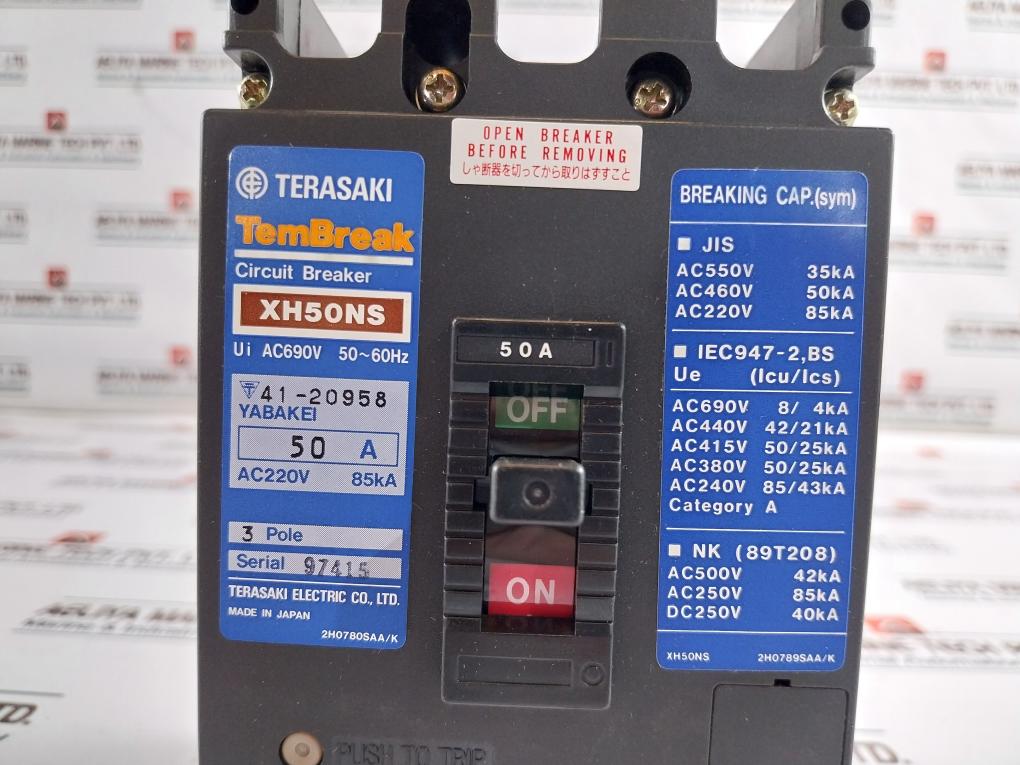 OPEN BREAKER
BEFORE REMOVING
しゃ断器を切ってから取りはずすこと
TERASAKI
TemBreak
Circuit Breaker
XH50NS
Ui AC690V 50~60Hz
41-20958
YABAKEI
50 A
AC220V 85kA
3 Pole
Serial 97415
TERASAKI ELECTRIC CO., LTD.
MADE IN JAPAN
2H0780SAA/K
50A
OFF
ON
PUSH TO TRIP
BREAKING CAP.(sym)
■ JIS
AC550V 35kA
AC460V 50kA
AC220V 85kA
■ IEC947-2,BS
Ue (Icu/Ics)
AC690V 8/ 4kA
AC440V 42/21kA
AC415V 50/25kA
AC380V 50/25kA
AC240V 85/43kA
Category A
■ NK (89T208)
AC500V 42kA
AC250V 85kA
DC250V 40kA
XH50NS 2H0789SAA/K